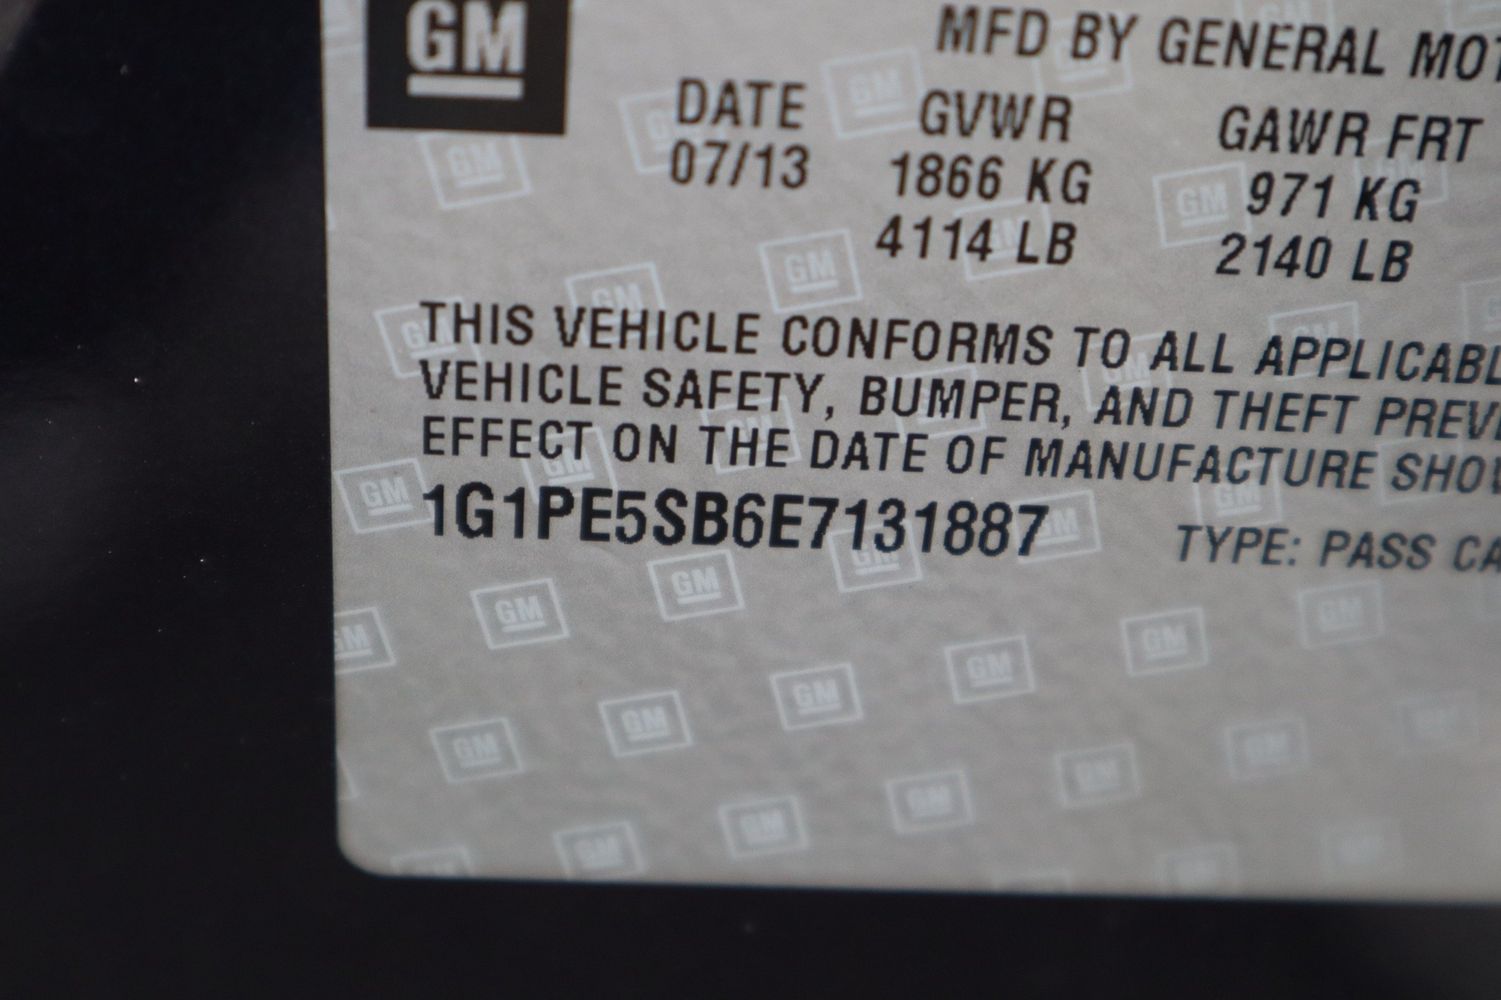 GM
MFD BY GENERAL MOT
DATE GVWR GAWR FRT
07/13 1866 KG 971 KG
4114 LB 2140 LB
THIS VEHICLE CONFORMS TO ALL APPLICABL
VEHICLE SAFETY, BUMPER, AND THEFT PREVE
EFFECT ON THE DATE OF MANUFACTURE SHOW
1G1PE5SB6E7131887 TYPE: PASS CA